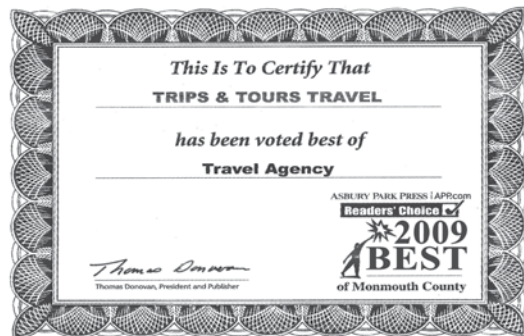 This Is To Certify That
TRIPS & TOURS TRAVEL
has been voted best of
Travel Agency
ASBURY PARK PRESS | APP.com
Readers' Choice
2009
BEST
of Monmouth County
Thomas Donovan
Thomas Donovan, President and Publisher